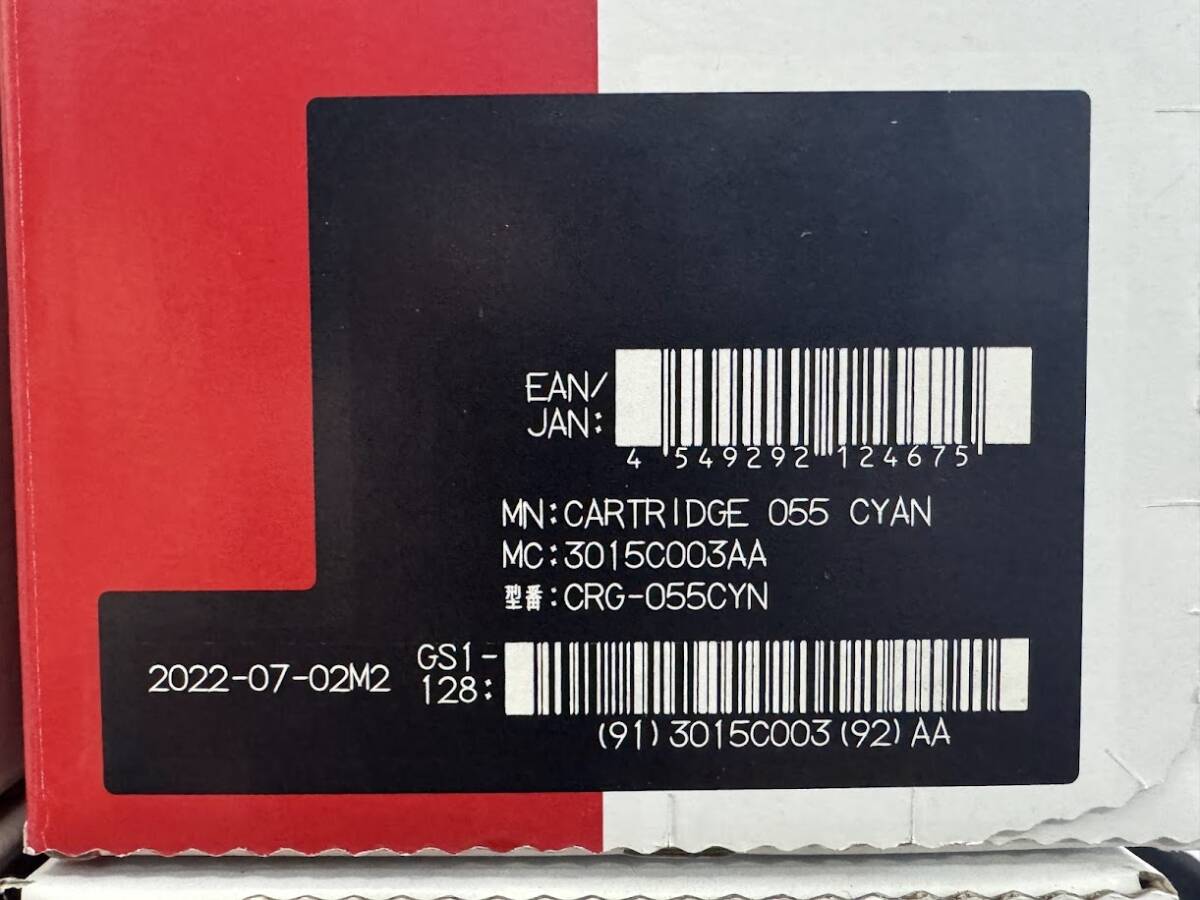 EAN/
JAN:
4 549292 124675
MN:CARTRIDGE 055 CYAN
MC:3015C003AA
型番:CRG-055CYN
2022-07-02M2
GS1-
128:
(91)3015C003(92)AA